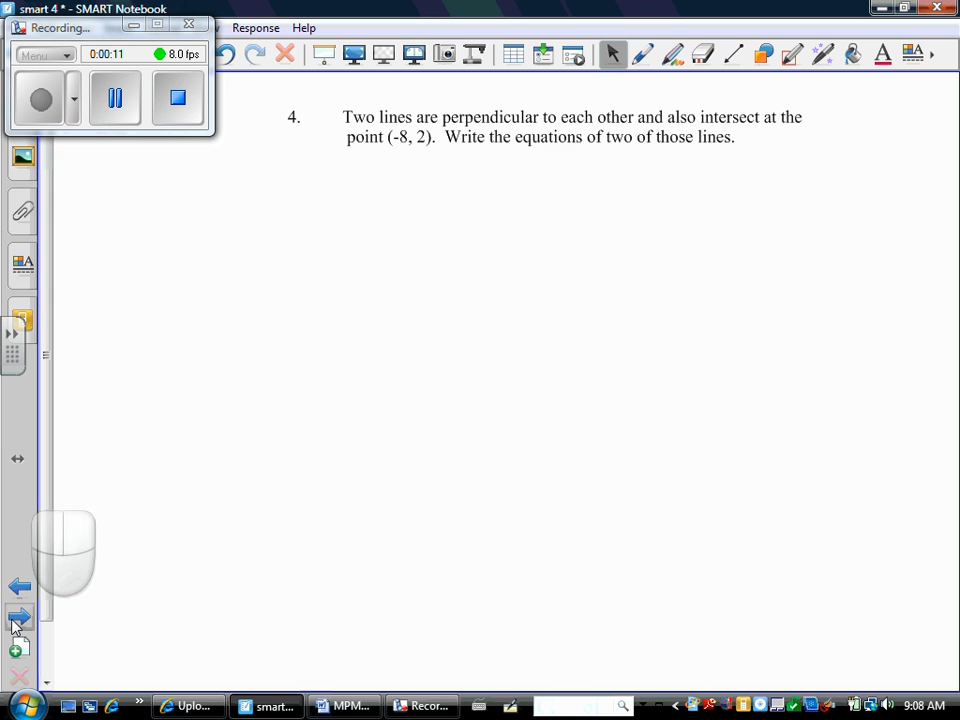 smart 4 * - SMART Notebook
Recording...
Response Help
Menu 0:00:11 8.0 fps
4. Two lines are perpendicular to each other and also intersect at the
point (-8, 2). Write the equations of two of those lines.
Uplo... smart... MPM... Recor... 9:08 AM